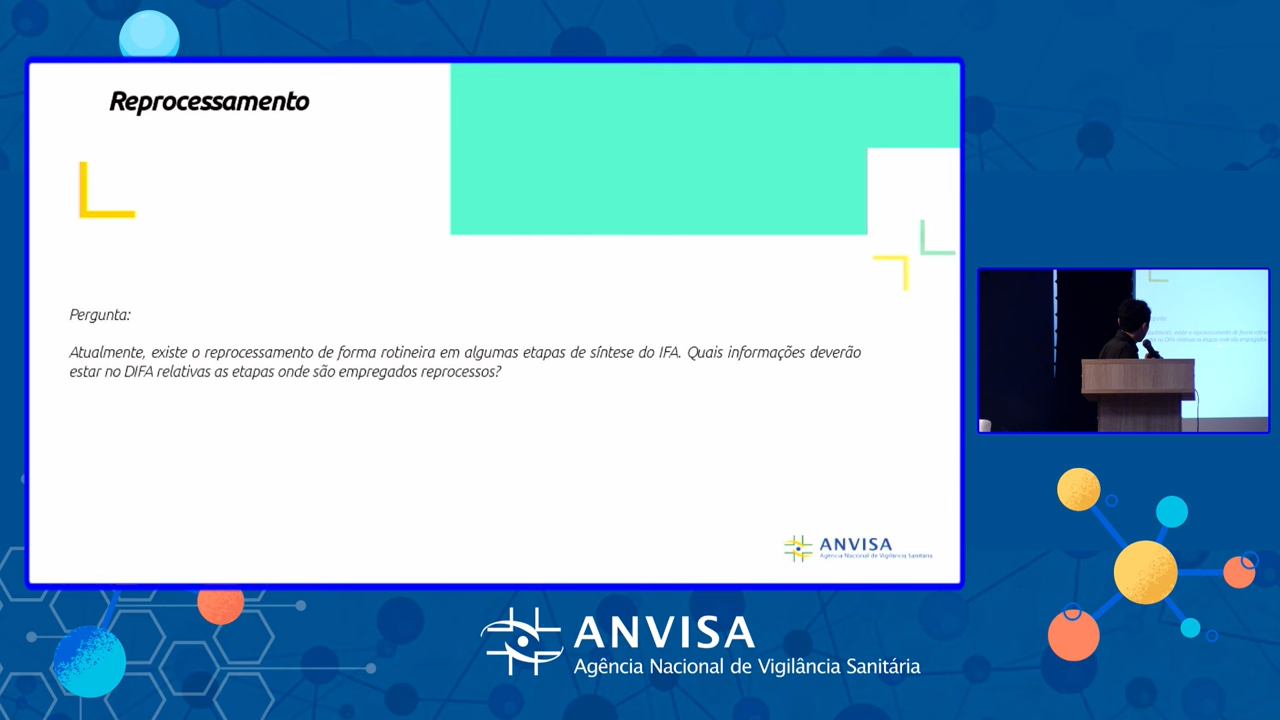 Reprocessamento
Pergunta:
Atualmente, existe o reprocessamento de forma rotineira em algumas etapas de síntese do IFA. Quais informações deverão
estar no DIFA relativas as etapas onde são empregados reprocessos?
ANVISA
Agência Nacional de Vigilância Sanitária
ANVISA
Agência Nacional de Vigilância Sanitária